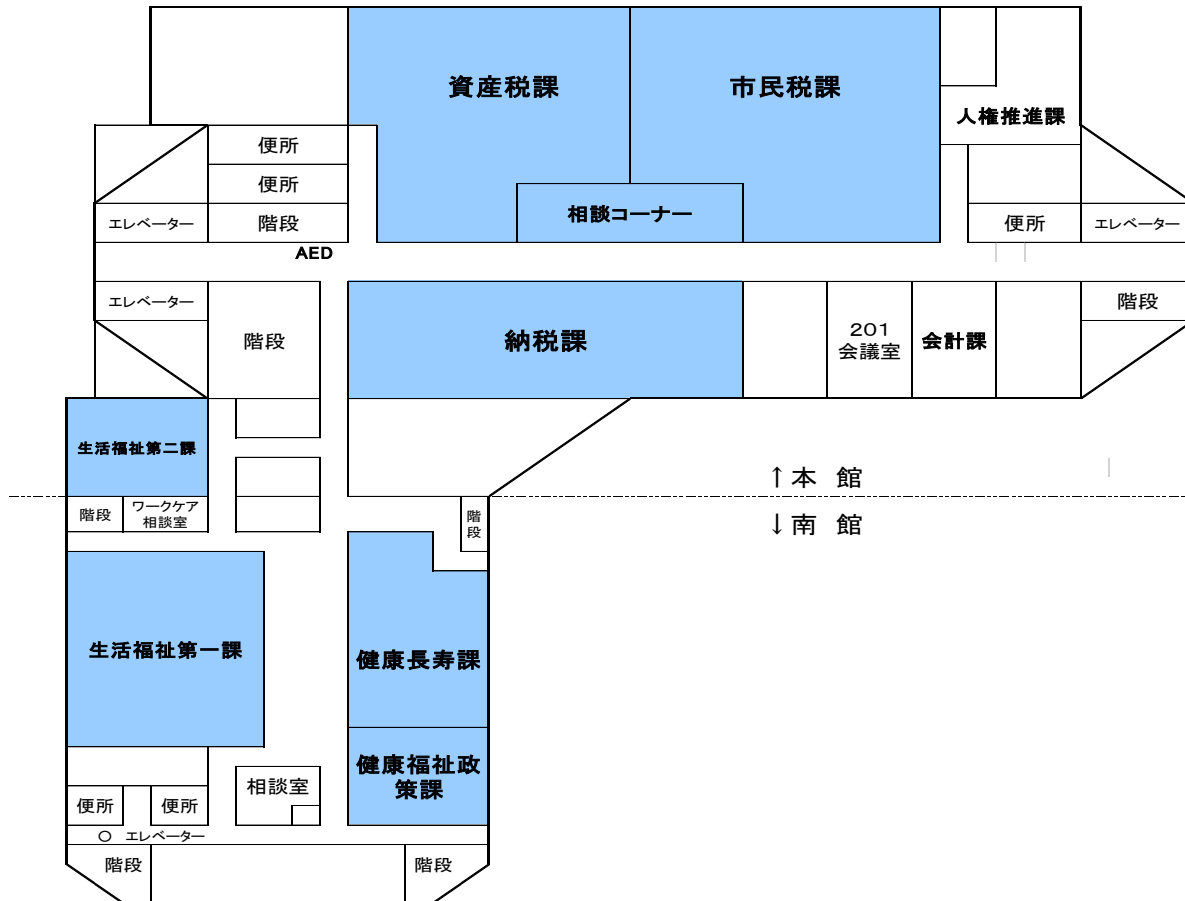 資産税課
市民税課
人権推進課
便所
便所
相談コーナー
エレベーター
階段
便所
エレベーター
AED
エレベーター
階段
納税課
201
会議室
会計課
階段
生活福祉第二課
↑本 館
階段
ワークケア
相談室
階段
↓南 館
生活福祉第一課
健康長寿課
健康福祉政
策課
相談室
便所
便所
○ エレベーター
階段
階段